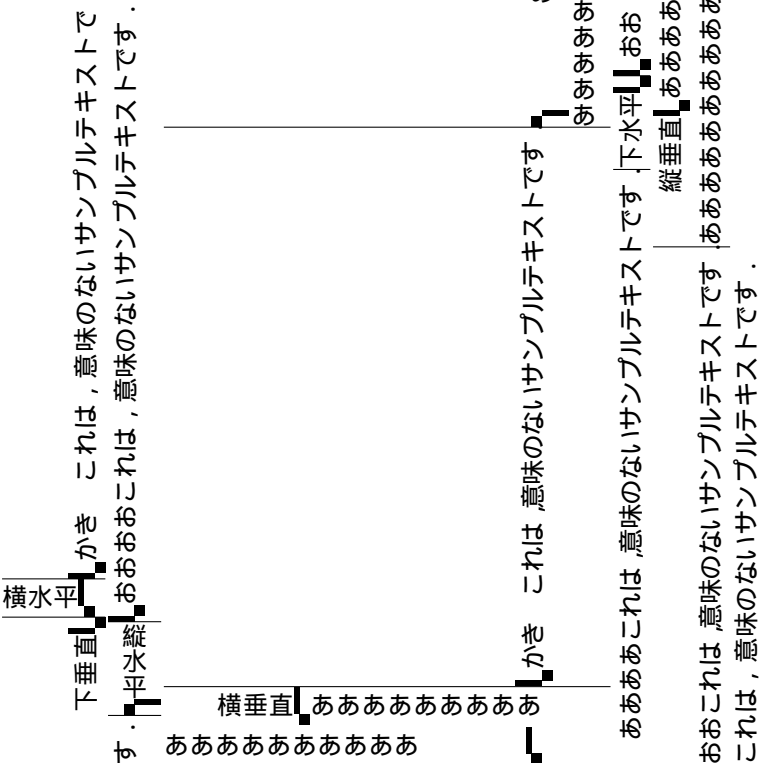 かき　これは，意味のないサンプルテキストで
おおおおこれは，意味のないサンプルテキストです．
横水平
下垂直
縦水平
す．
横垂直
あああああああああ
ああああああああああ
かき　これは，意味のないサンプルテキストです
あああああ
ああああこれは，意味のないサンプルテキストです．
下水平
おお
縦垂直
ああああ
おおこれは，意味のないサンプルテキストです．
ああああああああああ
これは，意味のないサンプルテキストです．